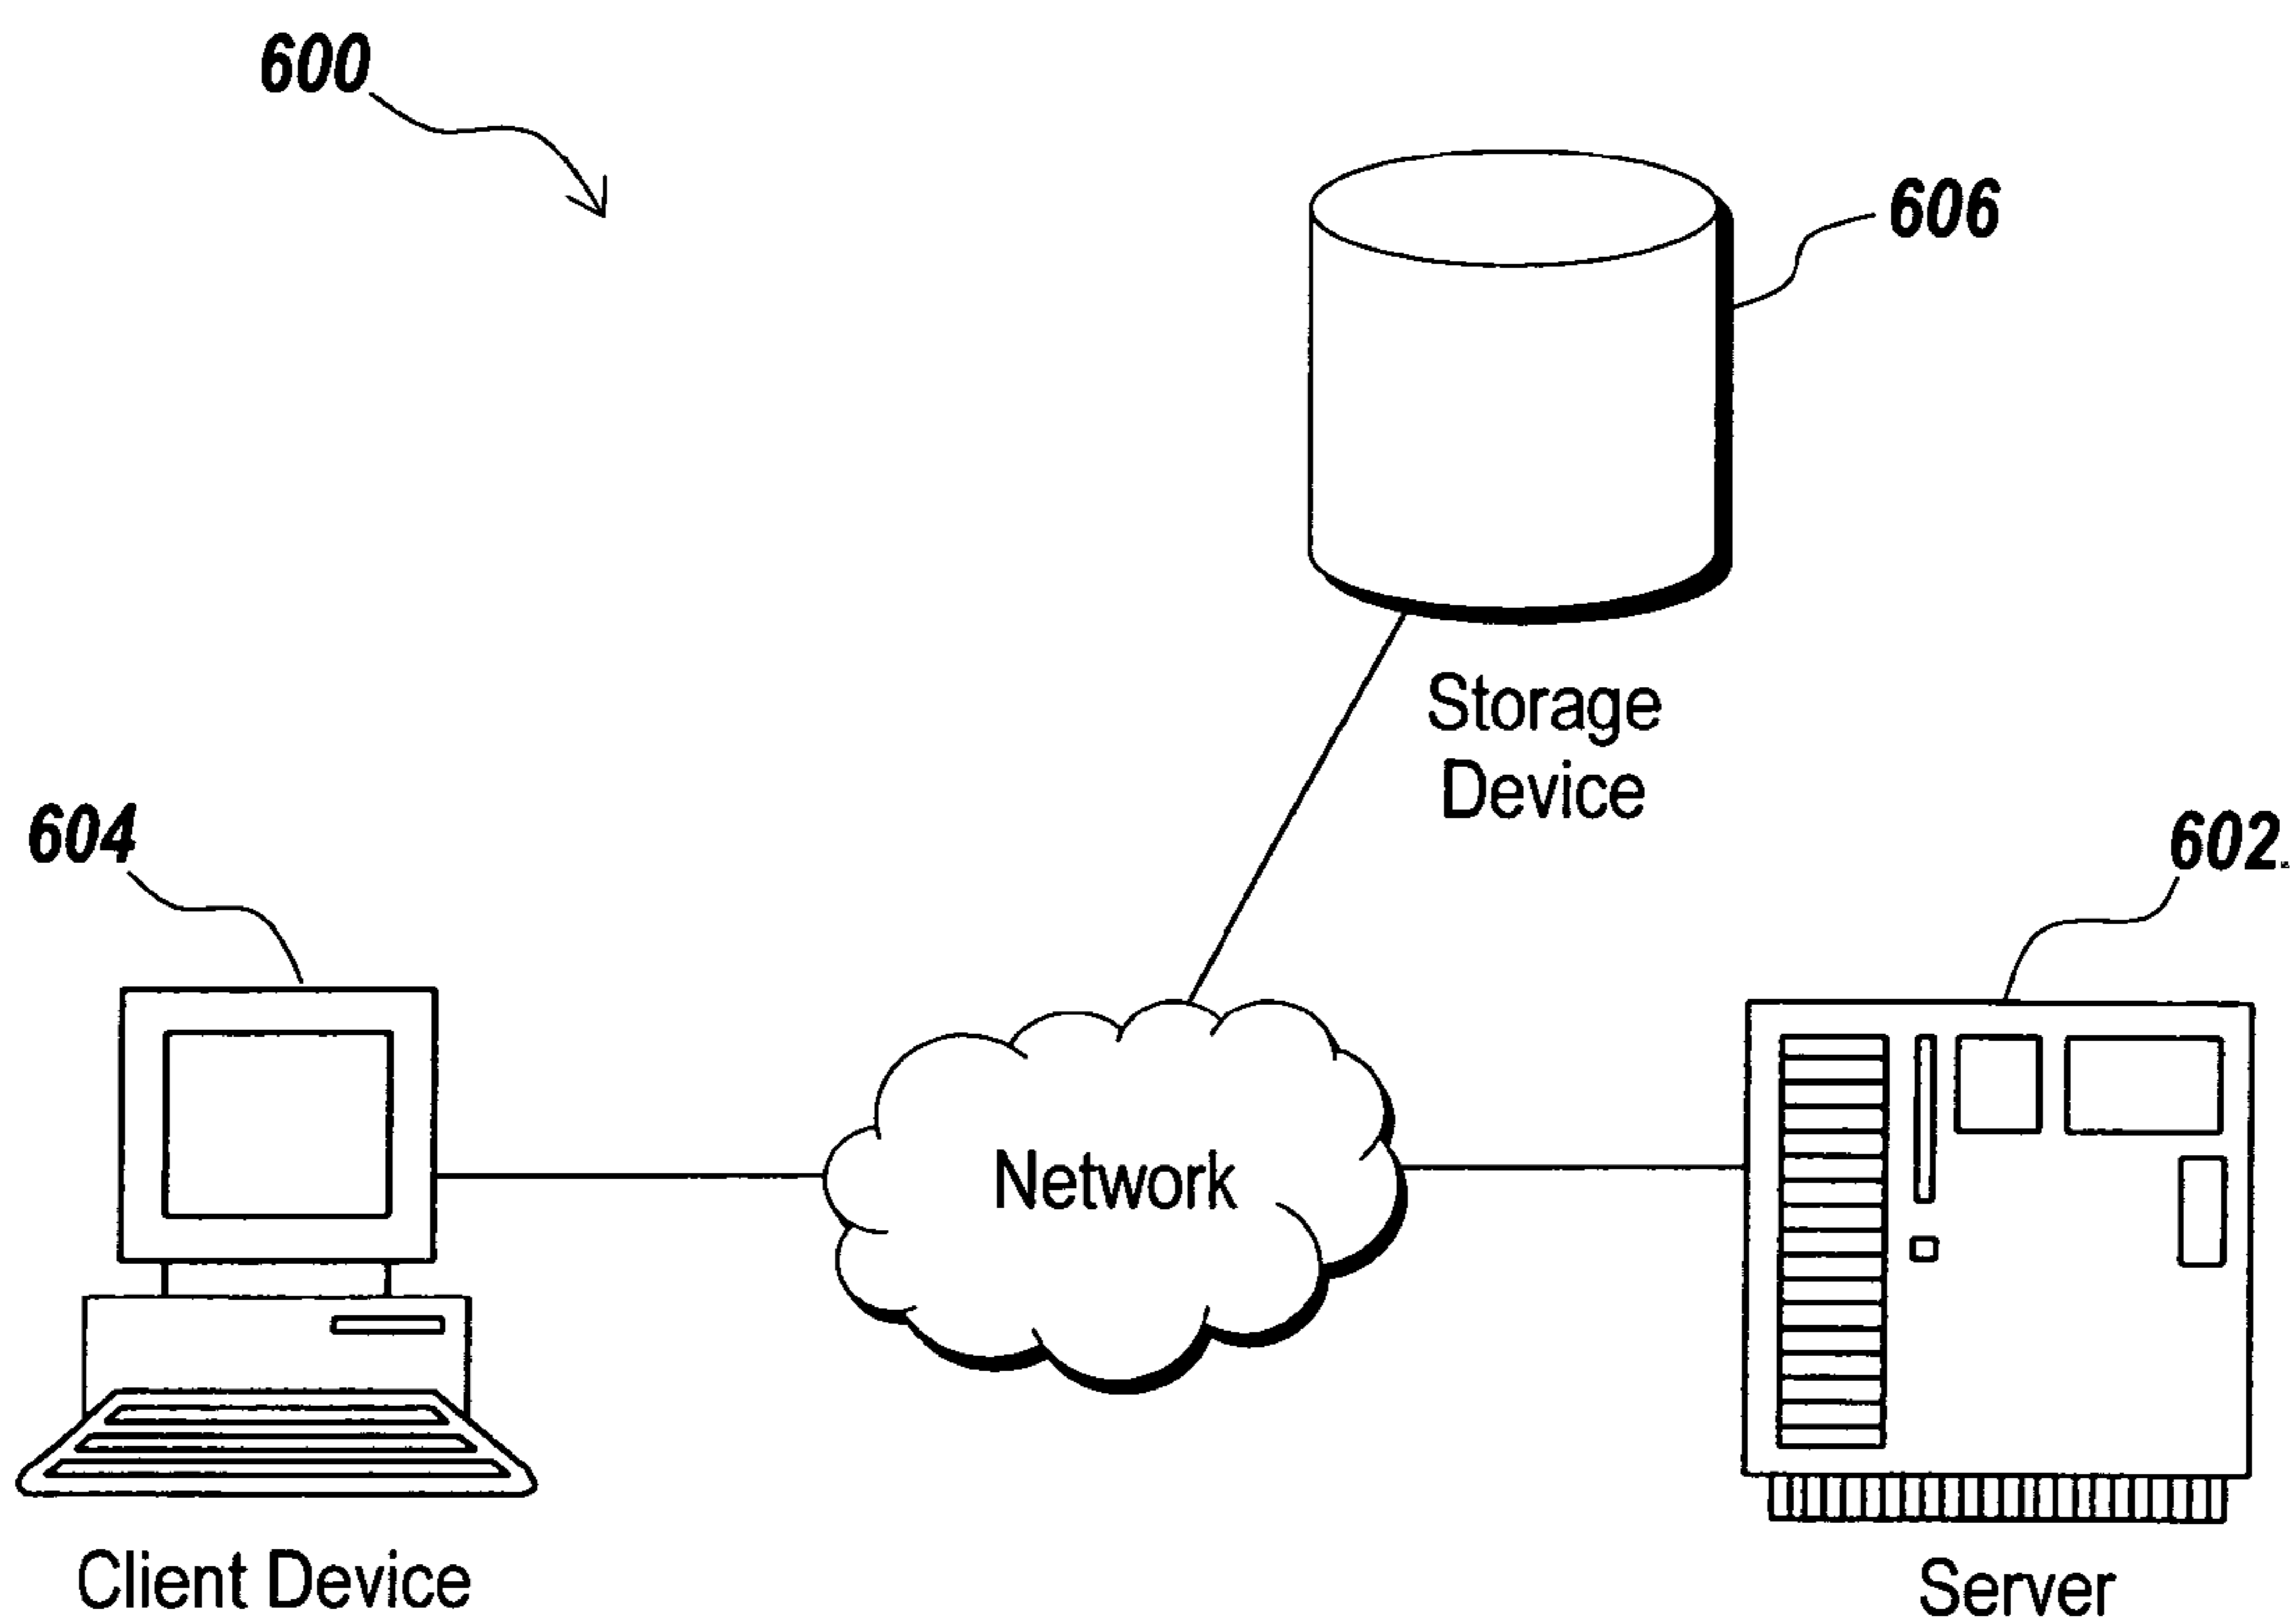 600
606
Storage
Device
604
602
Network
Client Device
Server